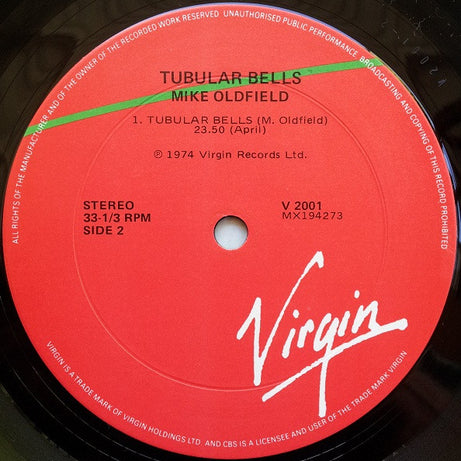 ALL RIGHTS OF THE MANUFACTURER AND OF THE OWNER OF THE RECORDED WORK RESERVED UNAUTHORISED PUBLIC PERFORMANCE, BROADCASTING AND COPYING OF THIS RECORD PROHIBITED
TUBULAR BELLS
MIKE OLDFIELD
1. TUBULAR BELLS (M. Oldfield)
23.50 (April)
℗ 1974 Virgin Records Ltd.
STEREO
33-1/3 RPM
SIDE 2
V 2001
MX194273
Virgin
VIRGIN IS A TRADE MARK OF VIRGIN HOLDINGS LTD. AND CBS IS A LICENSEE AND USER OF THE TRADE MARK VIRGIN